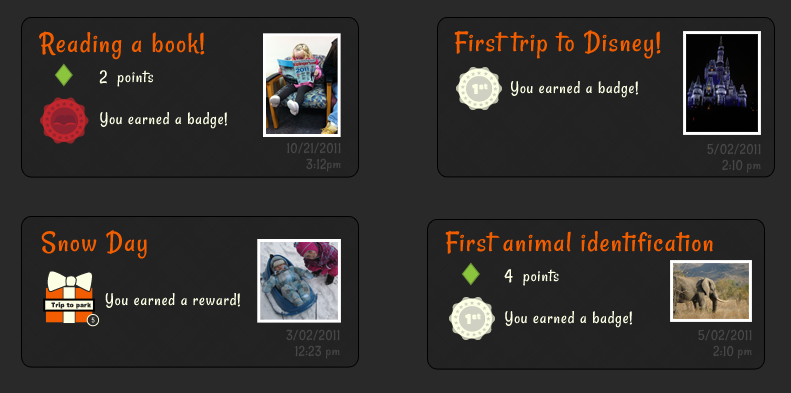 Reading a book!
2 points
You earned a badge!
2011
10/21/2011
3:12pm
First trip to Disney!
1st
You earned a badge!
5/02/2011
2:10 pm
Snow Day
Trip to park
5
You earned a reward!
3/02/2011
12:23 pm
First animal identification
4 points
1st
You earned a badge!
5/02/2011
2:10 pm